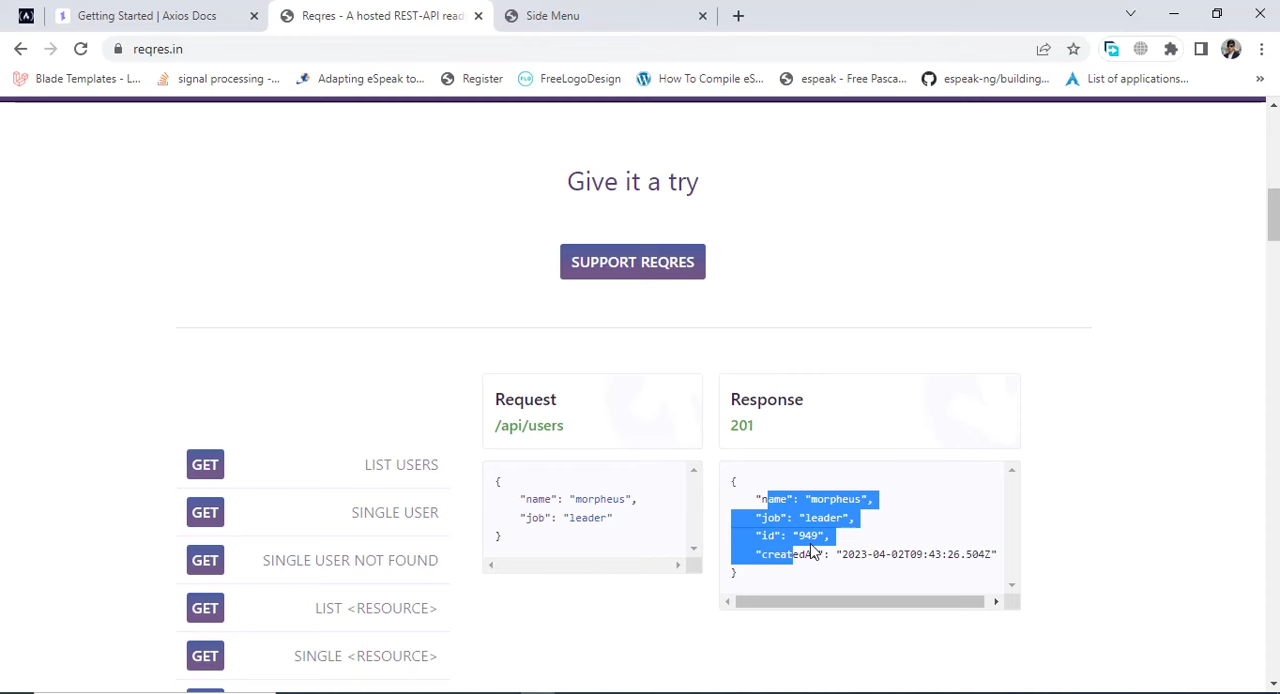 Getting Started | Axios Docs
Reqres - A hosted REST-API read
Side Menu
reqres.in
Blade Templates - L...
signal processing -...
Adapting eSpeak to...
Register
FLD
FreeLogoDesign
How To Compile eS...
espeak - Free Pasca...
espeak-ng/building...
List of applications...
Give it a try
SUPPORT REQRES
Request
/api/users
Response
201
GET LIST USERS
GET SINGLE USER
GET SINGLE USER NOT FOUND
GET LIST <RESOURCE>
GET SINGLE <RESOURCE>
{
"name": "morpheus",
"job": "leader"
}
{
"name": "morpheus",
"job": "leader",
"id": "949",
"createdAt": "2023-04-02T09:43:26.504Z"
}